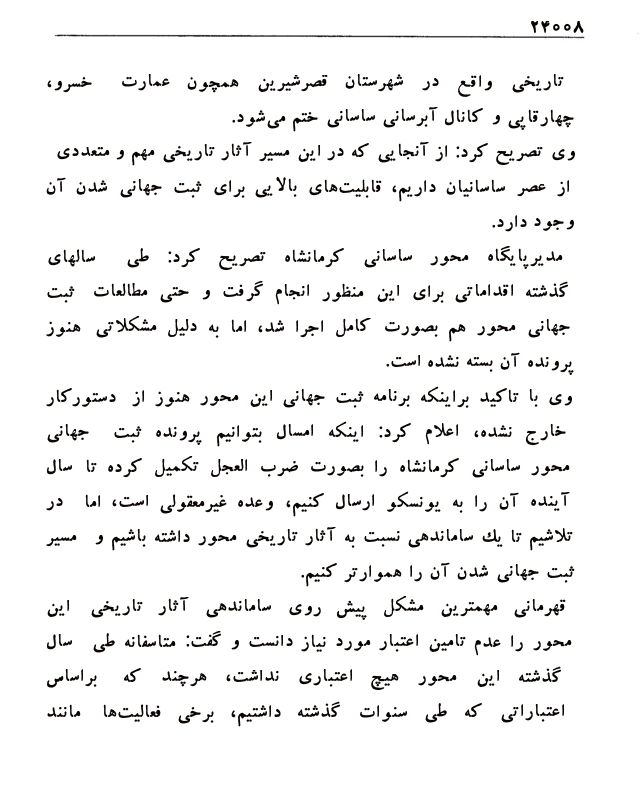 ۲۴۰۰۸
تاریخی واقع در شهرستان قصرشیرین همچون عمارت خسرو،
چهارقاپی و کانال آبرسانی ساسانی ختم می‌شود.
وی تصریح کرد: از آنجایی که در این مسیر آثار تاریخی مهم و متعددی
از عصر ساسانیان داریم، قابلیت‌های بالایی برای ثبت جهانی شدن آن
وجود دارد.
مدیرپایگاه محور ساسانی کرمانشاه تصریح کرد: طی سالهای
گذشته اقداماتی برای این منظور انجام گرفت و حتی مطالعات ثبت
جهانی محور هم بصورت کامل اجرا شد، اما به دلیل مشکلاتی هنوز
پرونده آن بسته نشده است.
وی با تاکید براینکه برنامه ثبت جهانی این محور هنوز از دستورکار
خارج نشده، اعلام کرد: اینکه امسال بتوانیم پرونده ثبت جهانی
محور ساسانی کرمانشاه را بصورت ضرب العجل تکمیل کرده تا سال
آینده آن را به یونسکو ارسال کنیم، وعده غیرمعقولی است، اما در
تلاشیم تا یك ساماندهی نسبت به آثار تاریخی محور داشته باشیم و مسیر
ثبت جهانی شدن آن را هموارتر کنیم.
قهرمانی مهمترین مشکل پیش روی ساماندهی آثار تاریخی این
محور را عدم تامین اعتبار مورد نیاز دانست و گفت: متاسفانه طی سال
گذشته این محور هیچ اعتباری نداشت، هرچند که براساس
اعتباراتی که طی سنوات گذشته داشتیم، برخی فعالیت‌ها مانند